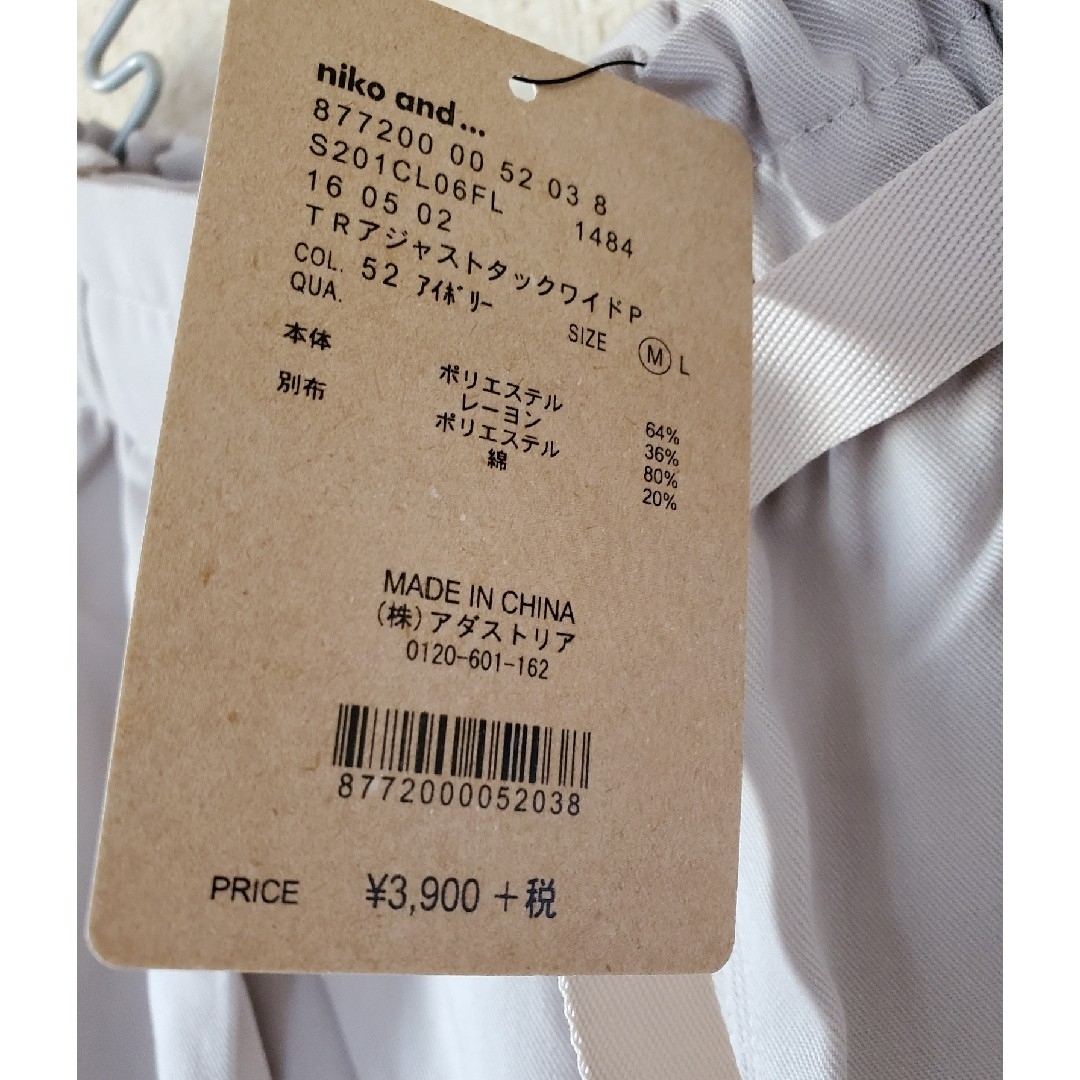 niko and...
877200 00 52 03 8
S201CL06FL 1484
16 05 02
TRアジャストタックワイドP
COL. 52 ｱｲﾎﾞﾘｰ SIZE Ⓜ L
QUA.
本体 ポリエステル 64%
レーヨン 36%
別布 ポリエステル 80%
綿 20%
MADE IN CHINA
(株)アダストリア
0120-601-162
8772000052038
PRICE ¥3,900 +税